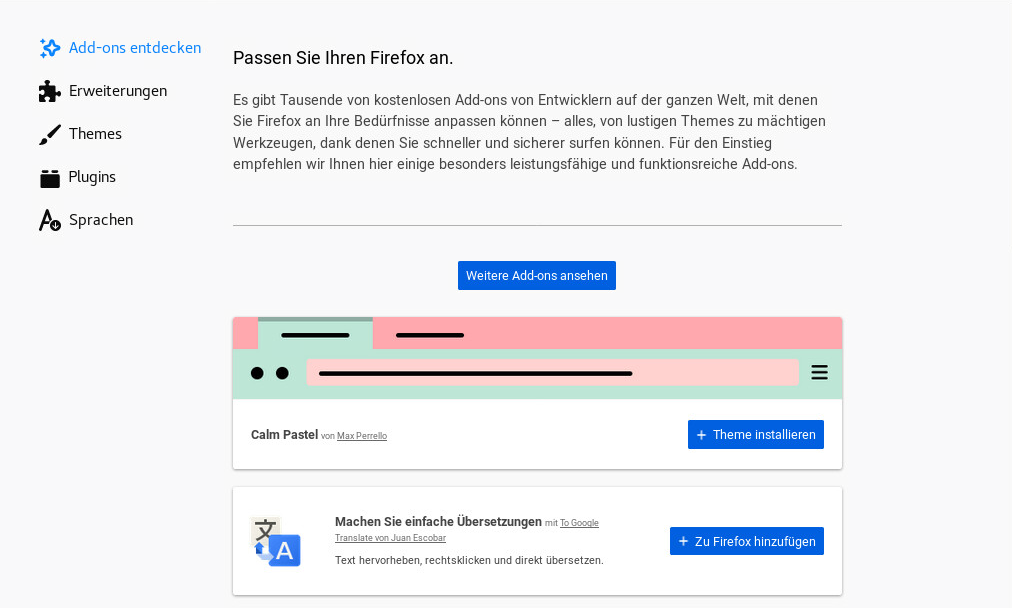 Add-ons entdecken
Erweiterungen
Themes
Plugins
Sprachen
Passen Sie Ihren Firefox an.
Es gibt Tausende von kostenlosen Add-ons von Entwicklern auf der ganzen Welt, mit denen
Sie Firefox an Ihre Bedürfnisse anpassen können – alles, von lustigen Themes zu mächtigen
Werkzeugen, dank denen Sie schneller und sicherer surfen können. Für den Einstieg
empfehlen wir Ihnen hier einige besonders leistungsfähige und funktionsreiche Add-ons.
Weitere Add-ons ansehen
Calm Pastel von Max Perrello
+ Theme installieren
文
A
Machen Sie einfache Übersetzungen mit To Google
Translate von Juan Escobar
Text hervorheben, rechtsklicken und direkt übersetzen.
+ Zu Firefox hinzufügen